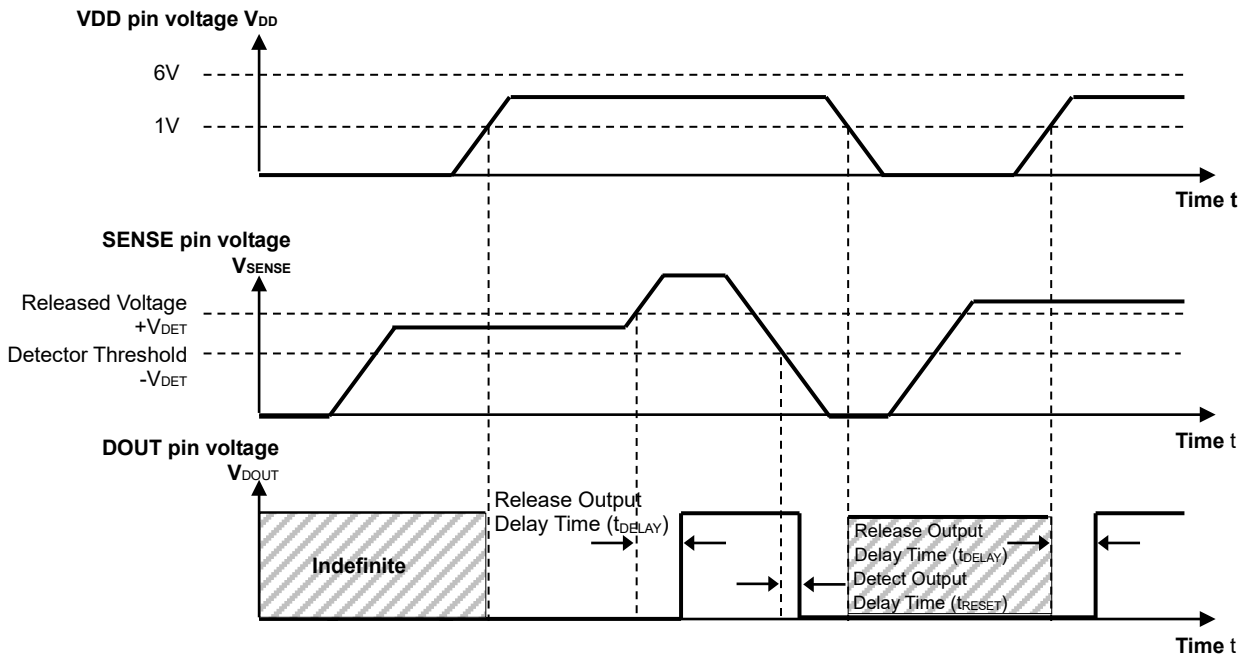 VDD pin voltage VDD
6V
1V
Time t
SENSE pin voltage
VSENSE
Released Voltage
+VDET
Detector Threshold
-VDET
Time t
DOUT pin voltage
VDOUT
Release Output
Delay Time (tDELAY)
Indefinite
Release Output
Delay Time (tDELAY)
Detect Output
Delay Time (tRESET)
Time t